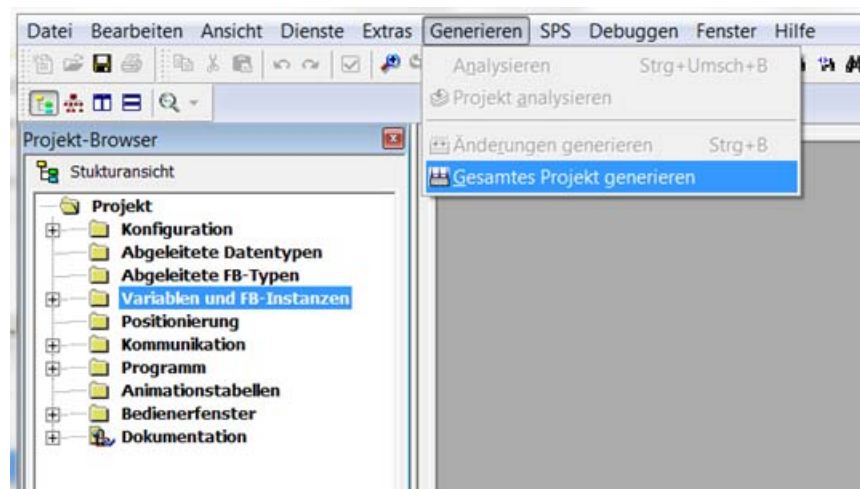 Datei Bearbeiten Ansicht Dienste Extras Generieren SPS Debuggen Fenster Hilfe
Analysieren Strg+Umsch+B
Projekt analysieren
Änderungen generieren Strg+B
Gesamtes Projekt generieren
Projekt-Browser
Stukturansicht
Projekt
Konfiguration
Abgeleitete Datentypen
Abgeleitete FB-Typen
Variablen und FB-Instanzen
Positionierung
Kommunikation
Programm
Animationstabellen
Bedienerfenster
Dokumentation